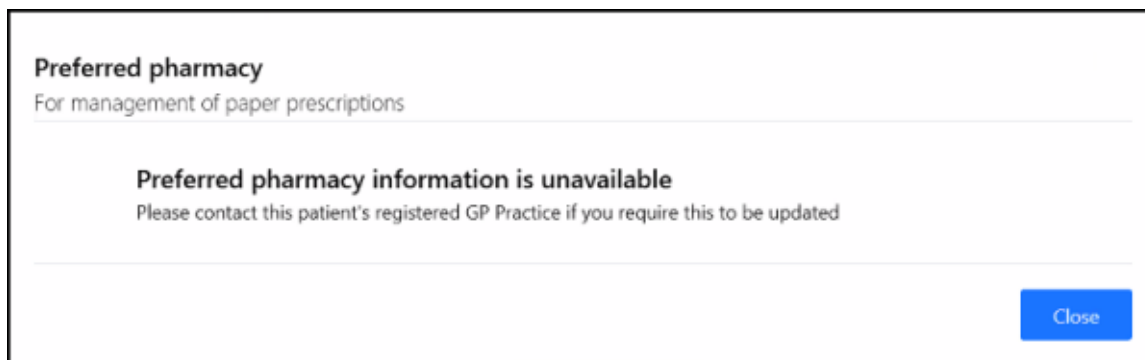 Preferred pharmacy
For management of paper prescriptions
Preferred pharmacy information is unavailable
Please contact this patient's registered GP Practice if you require this to be updated
Close